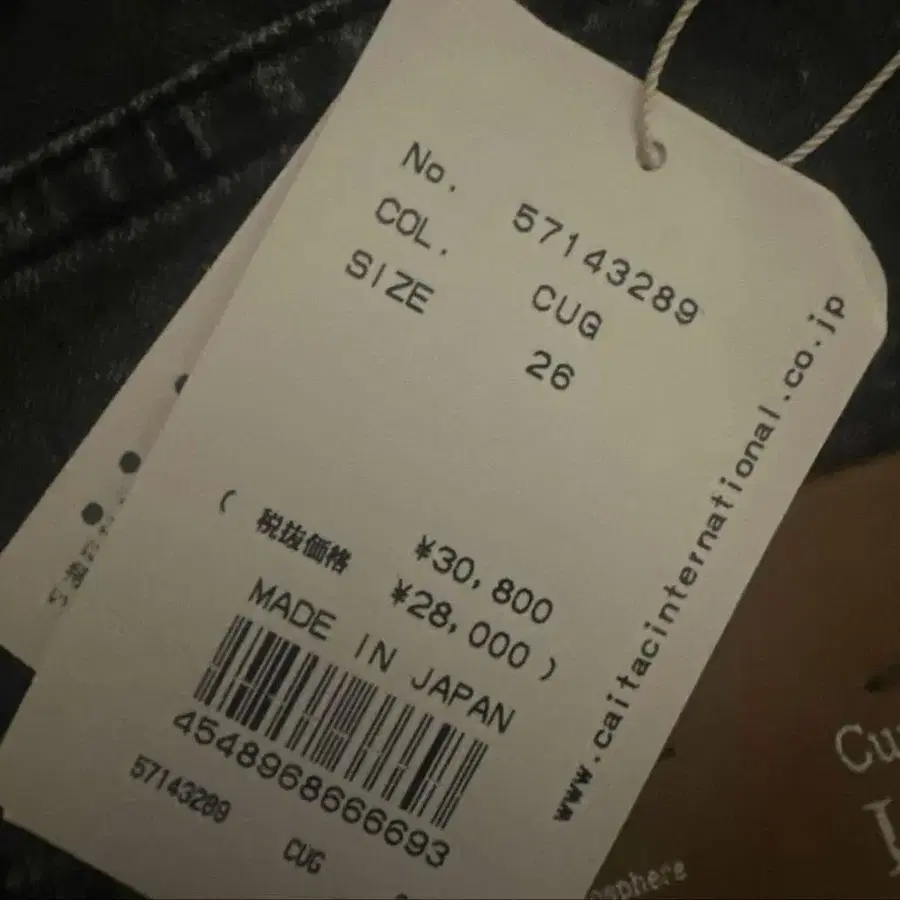 No. 57143289
COL. CUG
SIZE 26
¥30,800
( 税抜価格 ¥28,000 )
MADE IN JAPAN
4548968666693
57143289
CUG
www.caitacinternational.co.jp